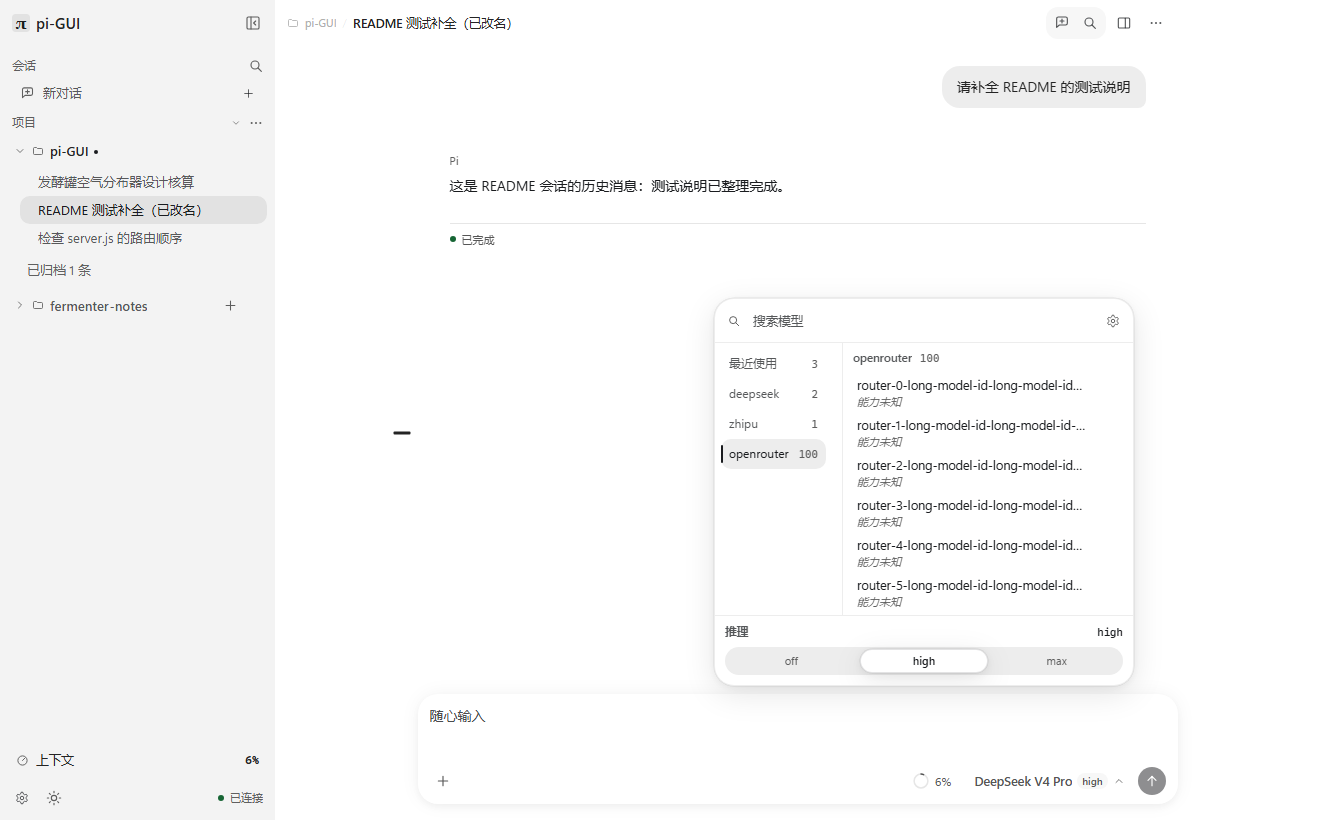 π pi-GUI
会话
新对话
项目
pi-GUI
发酵罐空气分布器设计核算
README 测试补全（已改名）
检查 server.js 的路由顺序
已归档 1 条
fermenter-notes
上下文 6%
已连接
pi-GUI / README 测试补全（已改名）
请补全 README 的测试说明
Pi
这是 README 会话的历史消息：测试说明已整理完成。
已完成
搜索模型
最近使用 3
deepseek 2
zhipu 1
openrouter 100
openrouter 100
router-0-long-model-id-long-model-id...
能力未知
router-1-long-model-id-long-model-id-...
能力未知
router-2-long-model-id-long-model-id...
能力未知
router-3-long-model-id-long-model-id...
能力未知
router-4-long-model-id-long-model-id...
能力未知
router-5-long-model-id-long-model-id...
能力未知
推理 high
off high max
随心输入
6% DeepSeek V4 Pro high